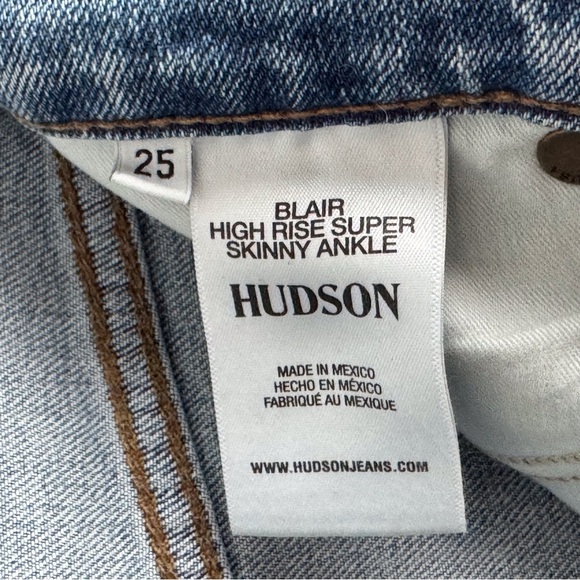 25
BLAIR
HIGH RISE SUPER
SKINNY ANKLE
HUDSON
MADE IN MEXICO
HECHO EN MÉXICO
FABRIQUÉ AU MEXIQUE
WWW.HUDSONJEANS.COM